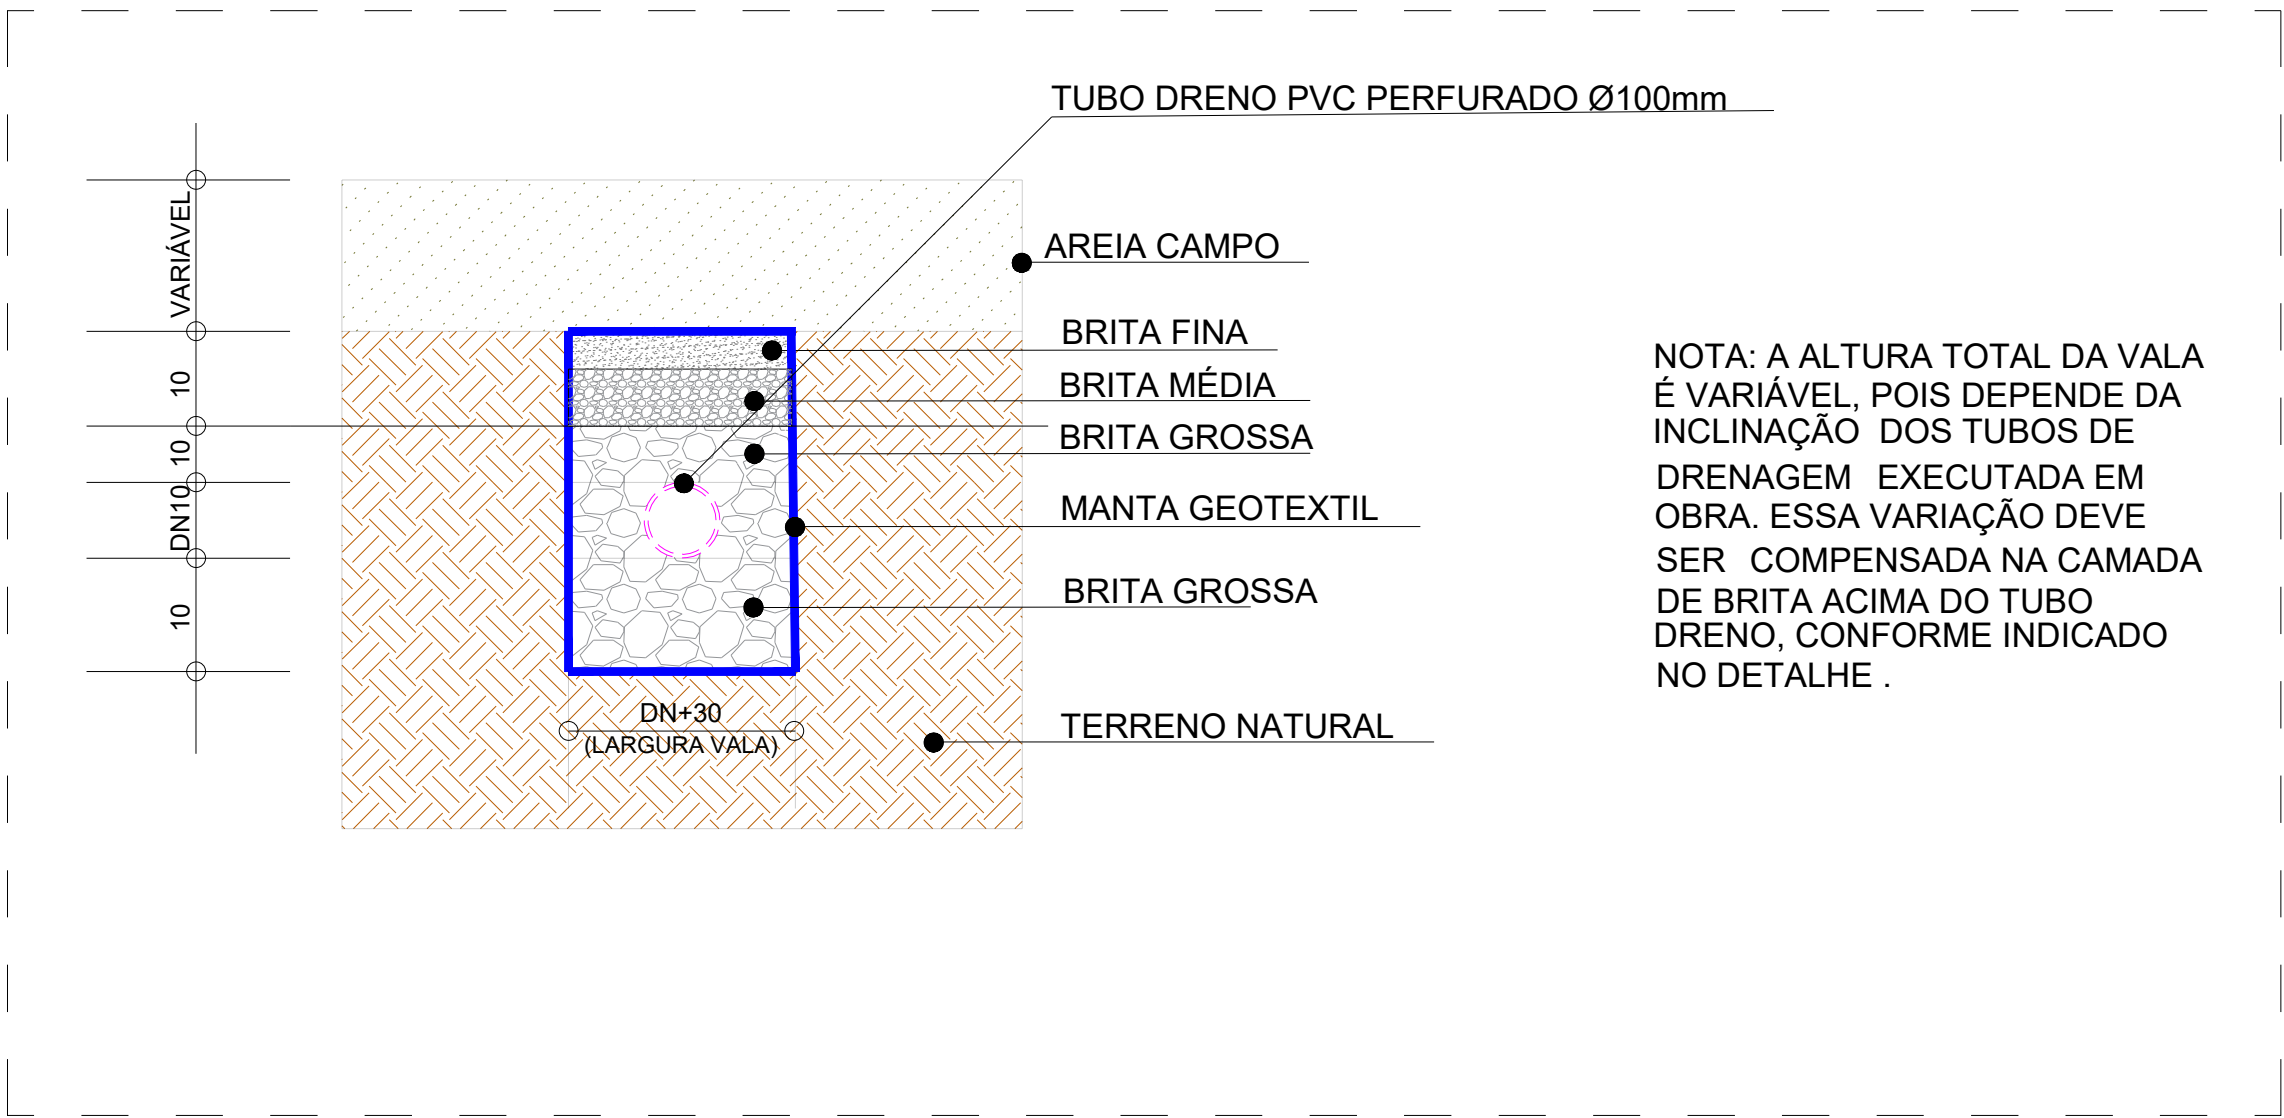 TUBO DRENO PVC PERFURADO Ø100mm
VARIÁVEL
10
10
DN10
10
AREIA CAMPO
BRITA FINA
BRITA MÉDIA
BRITA GROSSA
MANTA GEOTEXTIL
BRITA GROSSA
TERRENO NATURAL
DN+30
(LARGURA VALA)
NOTA: A ALTURA TOTAL DA VALA
É VARIÁVEL, POIS DEPENDE DA
INCLINAÇÃO DOS TUBOS DE
DRENAGEM EXECUTADA EM
OBRA. ESSA VARIAÇÃO DEVE
SER COMPENSADA NA CAMADA
DE BRITA ACIMA DO TUBO
DRENO, CONFORME INDICADO
NO DETALHE .